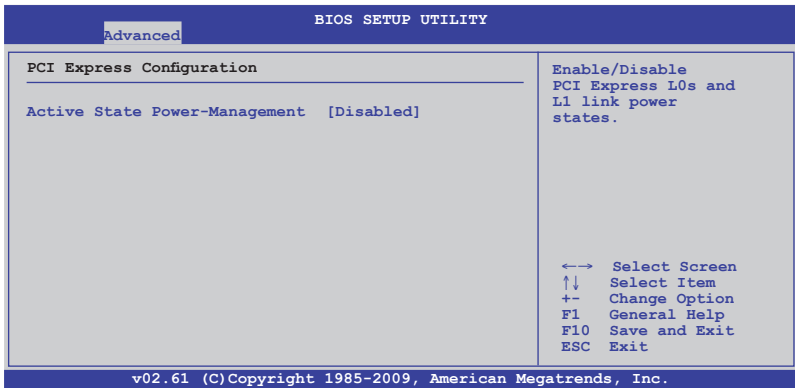 BIOS SETUP UTILITY
Advanced
PCI Express Configuration
Active State Power-Management [Disabled]
Enable/Disable
PCI Express L0s and
L1 link power
states.
←→ Select Screen
↑↓ Select Item
+- Change Option
F1 General Help
F10 Save and Exit
ESC Exit
v02.61 (C)Copyright 1985-2009, American Megatrends, Inc.